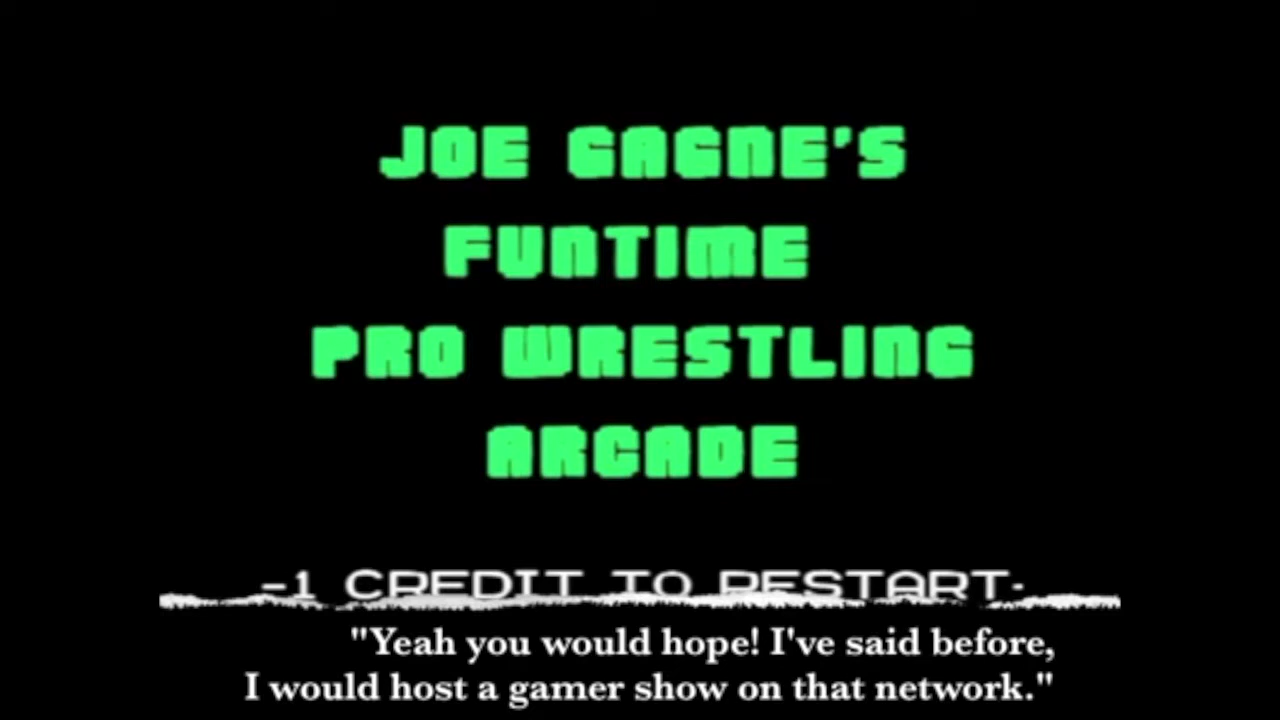 JOE GAGNE'S
FUNTIME
PRO WRESTLING
ARCADE
-1 CREDIT TO RESTART-
"Yeah you would hope! I've said before,
I would host a gamer show on that network."